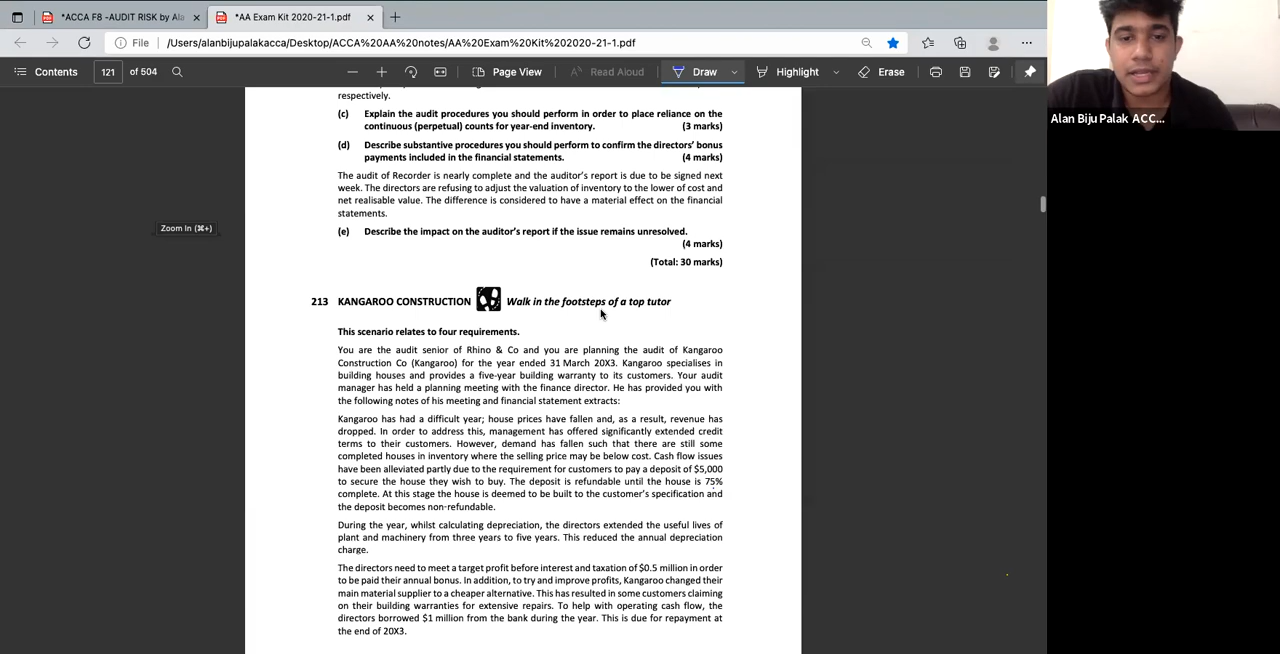 *ACCA F8 -AUDIT RISK by Ala
*AA Exam Kit 2020-21-1.pdf
File
/Users/alanbijupalakacca/Desktop/ACCA%20AA%20notes/AA%20Exam%20Kit%202020-21-1.pdf
Contents
121 of 504
Page View
Read Aloud
Draw
Highlight
Erase
Alan Biju Palak ACC...
Zoom In (⌘+)
respectively.
(c) Explain the audit procedures you should perform in order to place reliance on the
continuous (perpetual) counts for year-end inventory. (3 marks)
(d) Describe substantive procedures you should perform to confirm the directors' bonus
payments included in the financial statements. (4 marks)
The audit of Recorder is nearly complete and the auditor's report is due to be signed next
week. The directors are refusing to adjust the valuation of inventory to the lower of cost and
net realisable value. The difference is considered to have a material effect on the financial
statements.
(e) Describe the impact on the auditor's report if the issue remains unresolved.
(4 marks)
(Total: 30 marks)
213 KANGAROO CONSTRUCTION Walk in the footsteps of a top tutor
This scenario relates to four requirements.
You are the audit senior of Rhino & Co and you are planning the audit of Kangaroo
Construction Co (Kangaroo) for the year ended 31 March 20X3. Kangaroo specialises in
building houses and provides a five-year building warranty to its customers. Your audit
manager has held a planning meeting with the finance director. He has provided you with
the following notes of his meeting and financial statement extracts:
Kangaroo has had a difficult year; house prices have fallen and, as a result, revenue has
dropped. In order to address this, management has offered significantly extended credit
terms to their customers. However, demand has fallen such that there are still some
completed houses in inventory where the selling price may be below cost. Cash flow issues
have been alleviated partly due to the requirement for customers to pay a deposit of $5,000
to secure the house they wish to buy. The deposit is refundable until the house is 75%
complete. At this stage the house is deemed to be built to the customer's specification and
the deposit becomes non-refundable.
During the year, whilst calculating depreciation, the directors extended the useful lives of
plant and machinery from three years to five years. This reduced the annual depreciation
charge.
The directors need to meet a target profit before interest and taxation of $0.5 million in order
to be paid their annual bonus. In addition, to try and improve profits, Kangaroo changed their
main material supplier to a cheaper alternative. This has resulted in some customers claiming
on their building warranties for extensive repairs. To help with operating cash flow, the
directors borrowed $1 million from the bank during the year. This is due for repayment at
the end of 20X3.